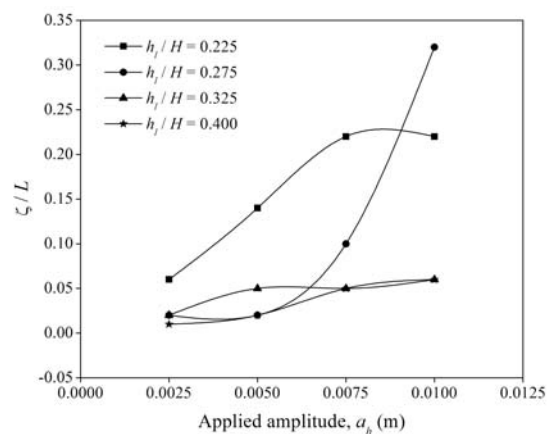 0.35
0.30
0.25
0.20
0.15
0.10
0.05
0.00
-0.05
ζ / L
h_l / H = 0.225
h_l / H = 0.275
h_l / H = 0.325
h_l / H = 0.400
0.0000 0.0025 0.0050 0.0075 0.0100 0.0125
Applied amplitude, a_h (m)